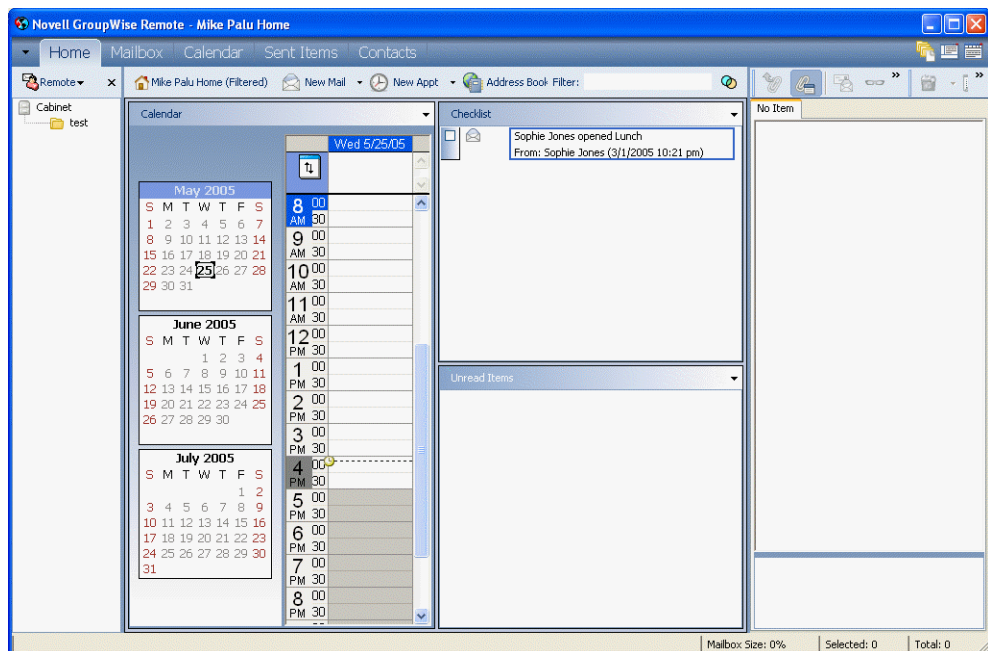 Novell GroupWise Remote - Mike Palu Home
Home Mailbox Calendar Sent Items Contacts
Remote x Mike Palu Home (Filtered) New Mail New Appt Address Book Filter: » »
Cabinet
test
Calendar
May 2005
S M T W T F S
1 2 3 4 5 6 7
8 9 10 11 12 13 14
15 16 17 18 19 20 21
22 23 24 25 26 27 28
29 30 31
June 2005
S M T W T F S
1 2 3 4
5 6 7 8 9 10 11
12 13 14 15 16 17 18
19 20 21 22 23 24 25
26 27 28 29 30
July 2005
S M T W T F S
1 2
3 4 5 6 7 8 9
10 11 12 13 14 15 16
17 18 19 20 21 22 23
24 25 26 27 28 29 30
31
Wed 5/25/05
8 00
AM 30
9 00
AM 30
10 00
AM 30
11 00
AM 30
12 00
PM 30
1 00
PM 30
2 00
PM 30
3 00
PM 30
4 00
PM 30
5 00
PM 30
6 00
PM 30
7 00
PM 30
8 00
PM 30
Checklist
Sophie Jones opened Lunch
From: Sophie Jones (3/1/2005 10:21 pm)
Unread Items
No Item
Mailbox Size: 0% Selected: 0 Total: 0